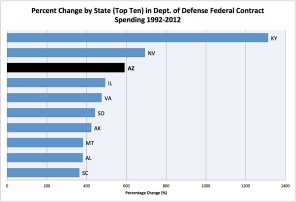 Percent Change by State (Top Ten) in Dept. of Defense Federal Contract
Spending 1992-2012
KY
NV
AZ
IL
VA
SD
AK
MT
AL
SC
0 200 400 600 800 1000 1200 1400
Percentage Change (%)